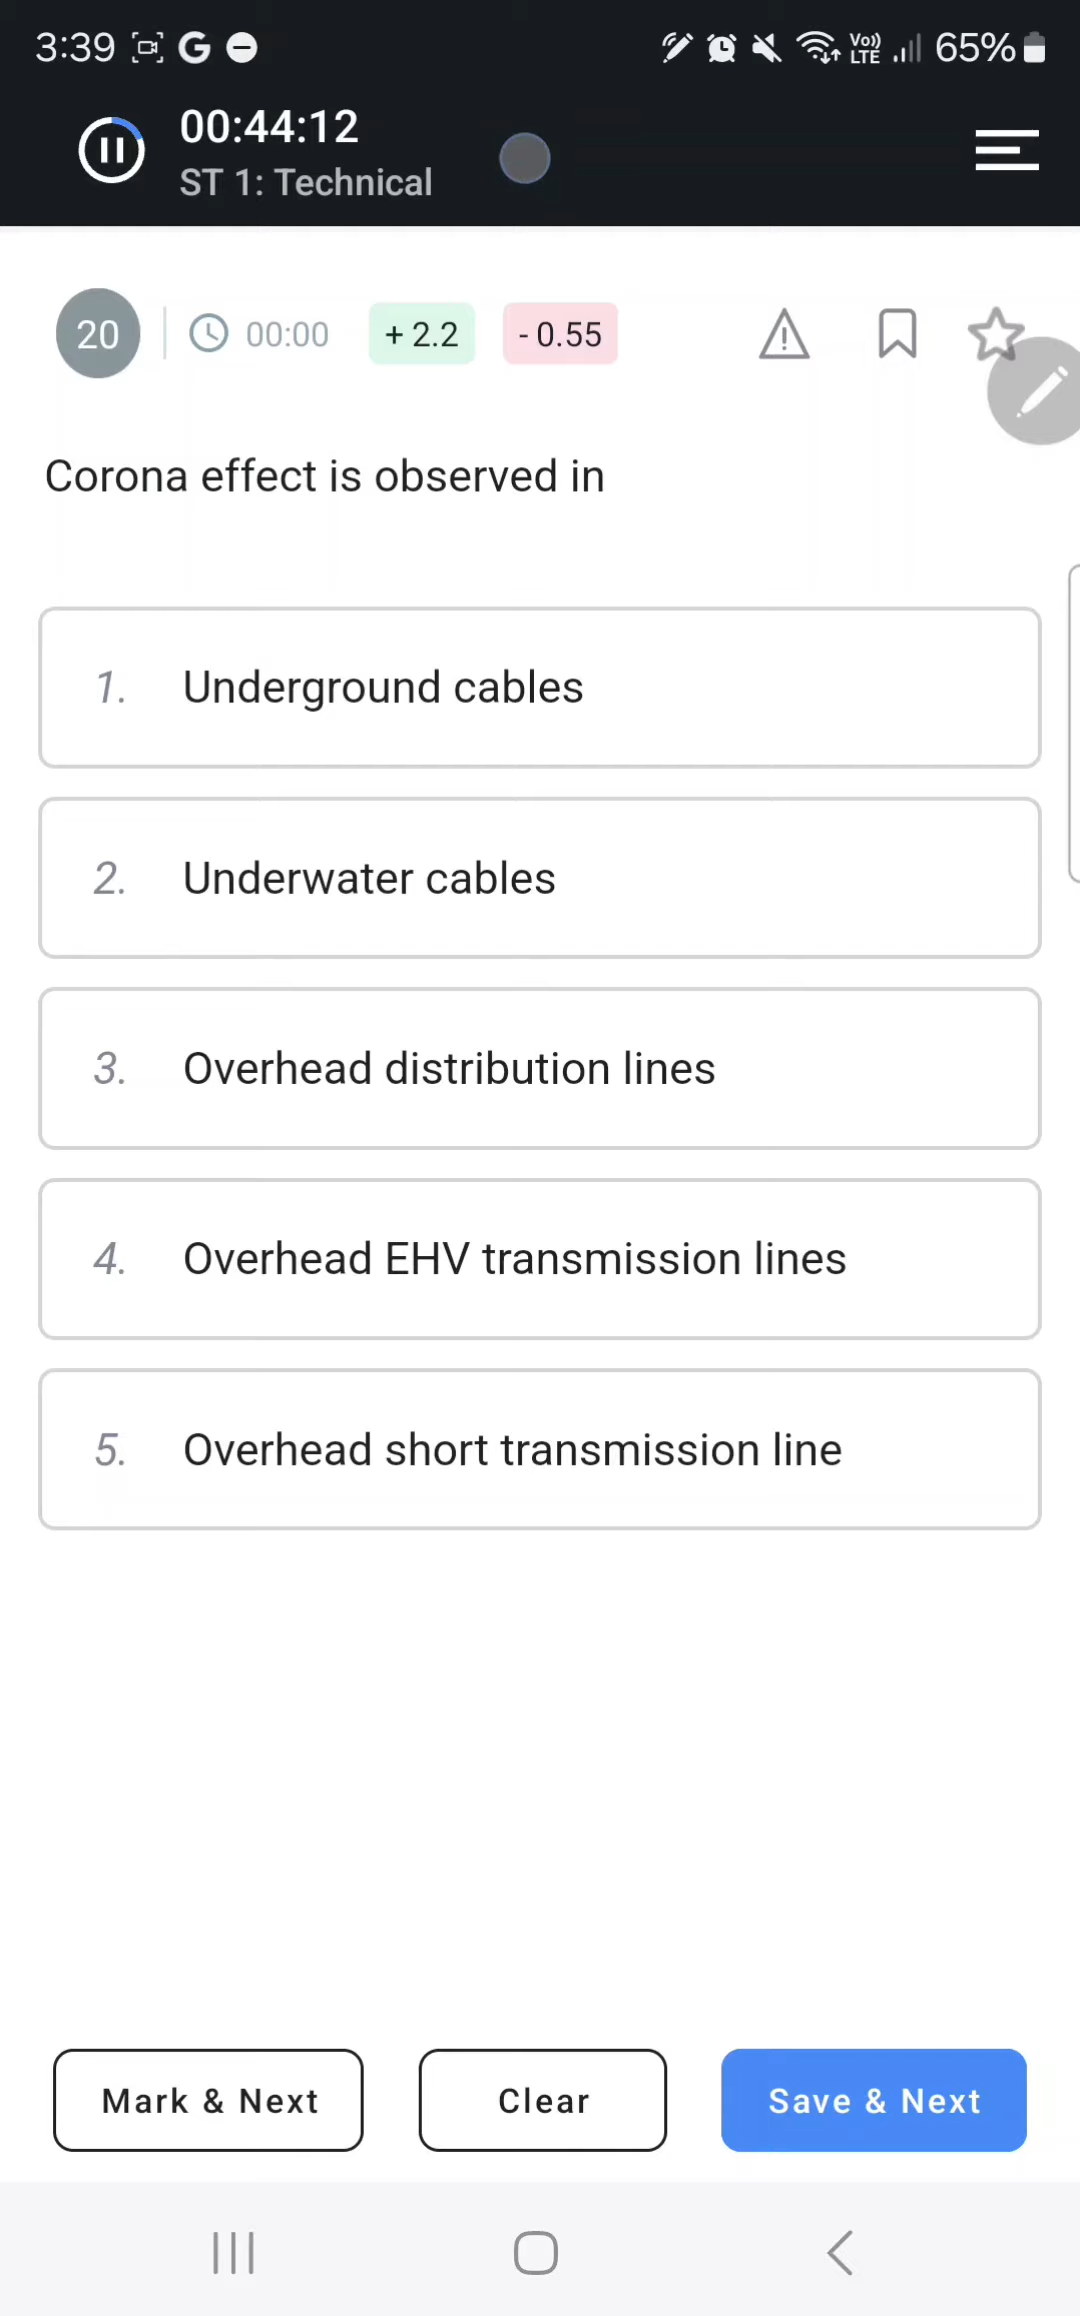 3:39 G Vo)) LTE 65%
00:44:12
ST 1: Technical
20 00:00 + 2.2 - 0.55
Corona effect is observed in
1. Underground cables
2. Underwater cables
3. Overhead distribution lines
4. Overhead EHV transmission lines
5. Overhead short transmission line
Mark & Next Clear Save & Next